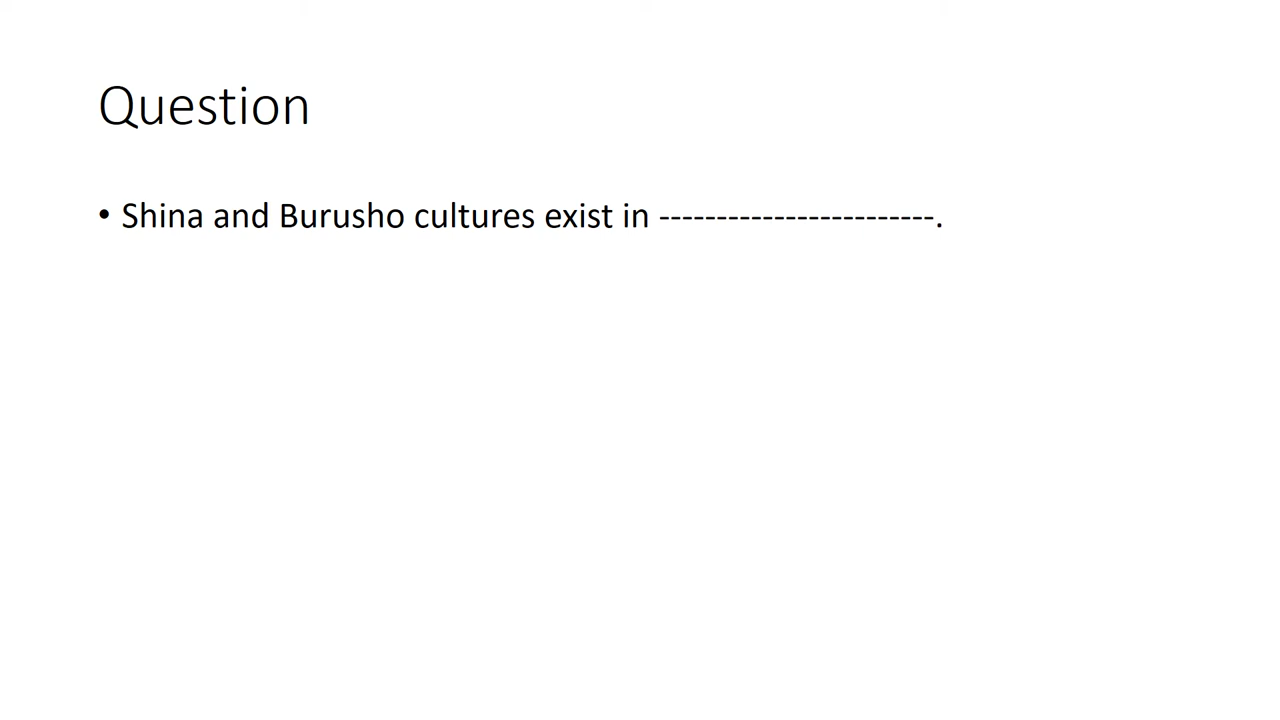 Question
• Shina and Burusho cultures exist in ------------------------.